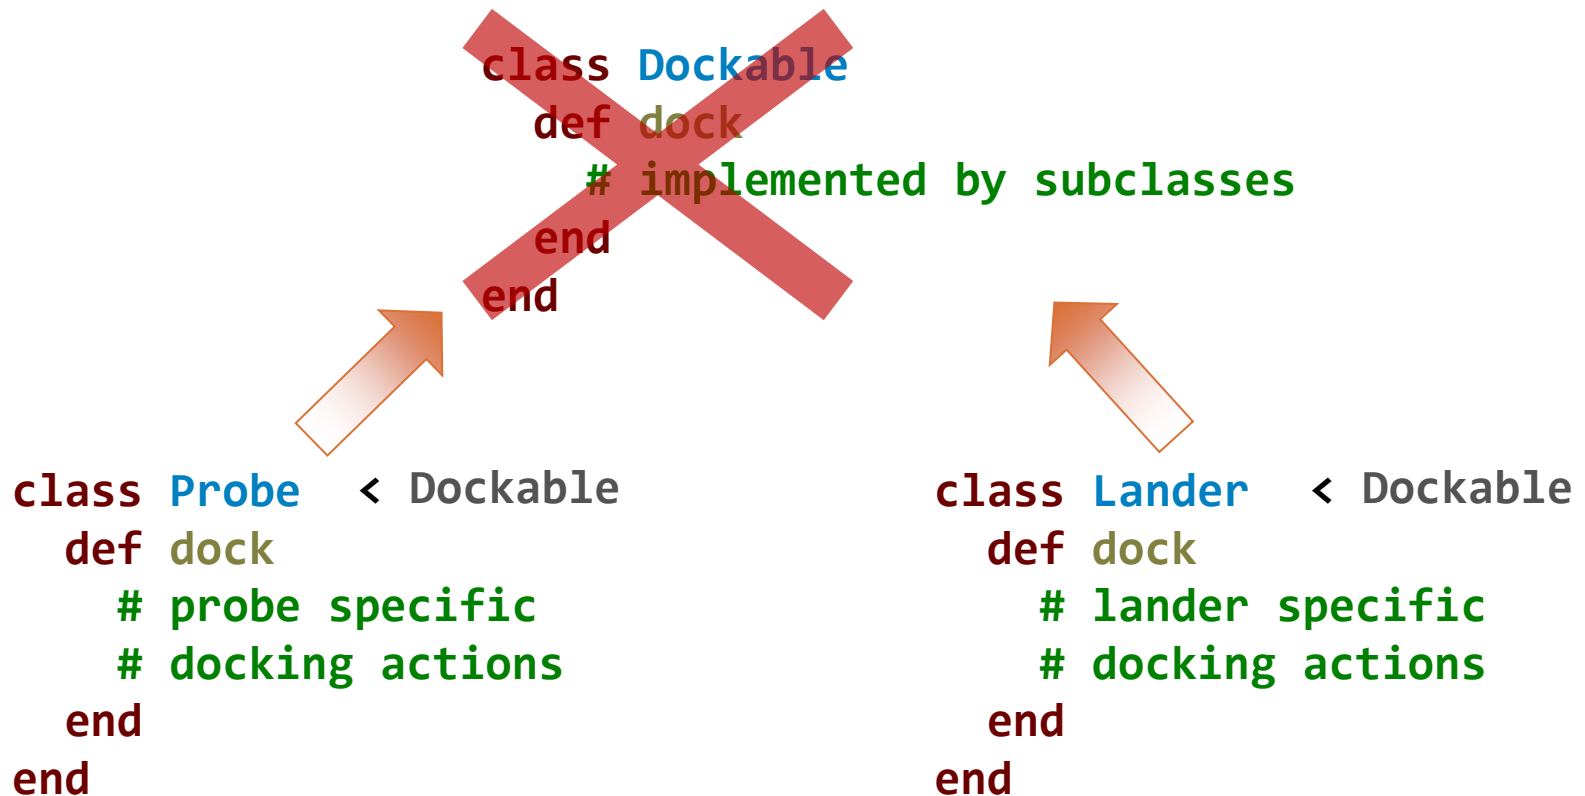 class Dockable
  def dock
    # implemented by subclasses
  end
end
class Probe < Dockable
  def dock
    # probe specific
    # docking actions
  end
end
class Lander < Dockable
  def dock
    # lander specific
    # docking actions
  end
end